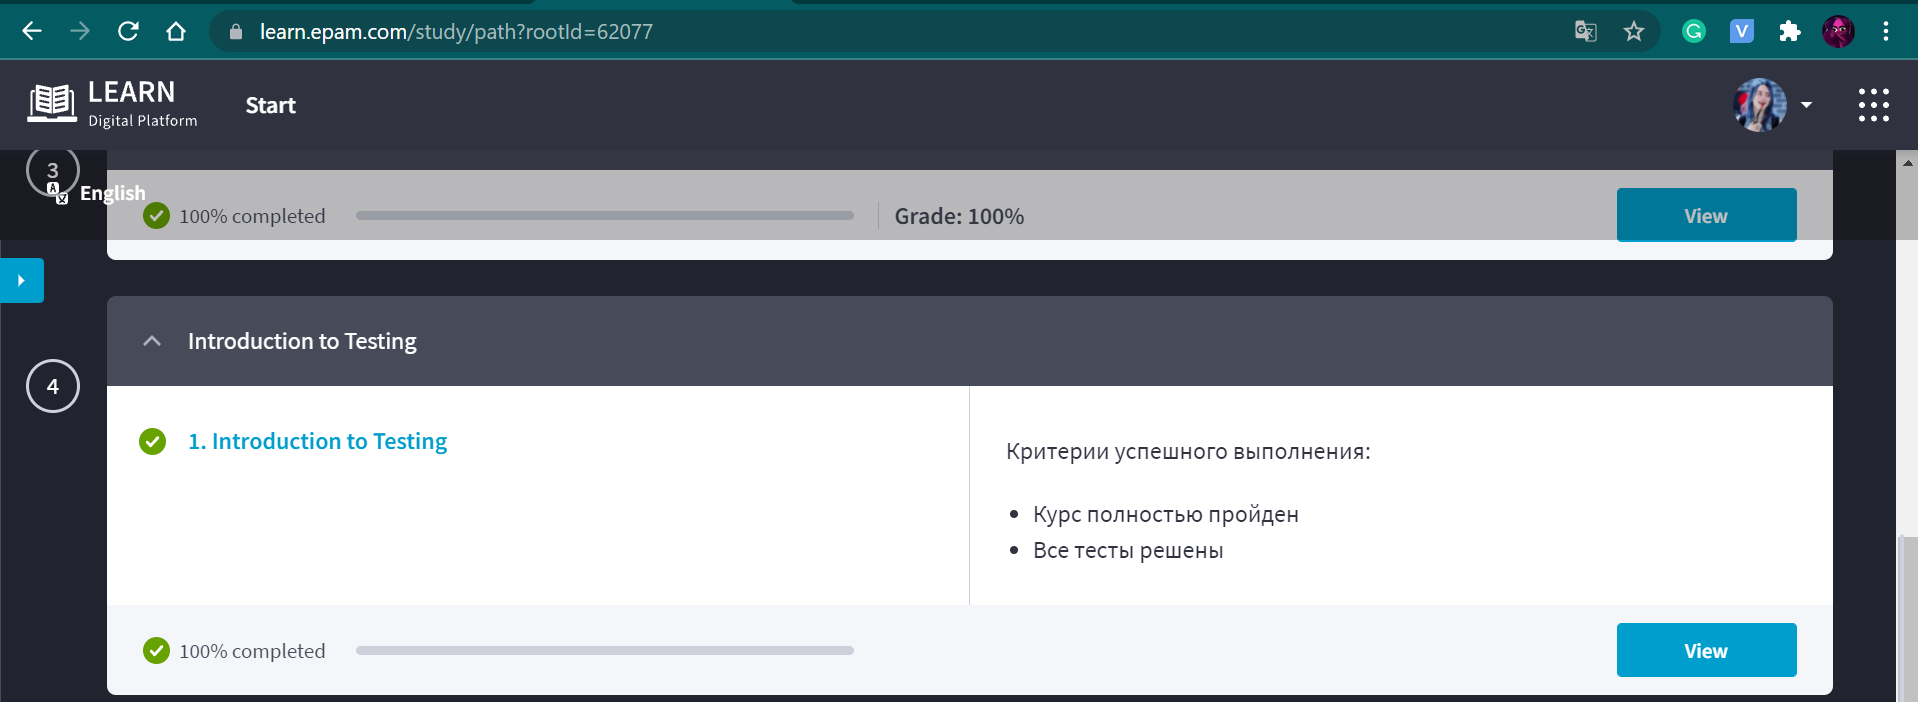 learn.epam.com/study/path?rootId=62077
LEARN
Digital Platform
Start
3
English
100% completed
Grade: 100%
View
Introduction to Testing
4
1. Introduction to Testing
Критерии успешного выполнения:
• Курс полностью пройден
• Все тесты решены
100% completed
View